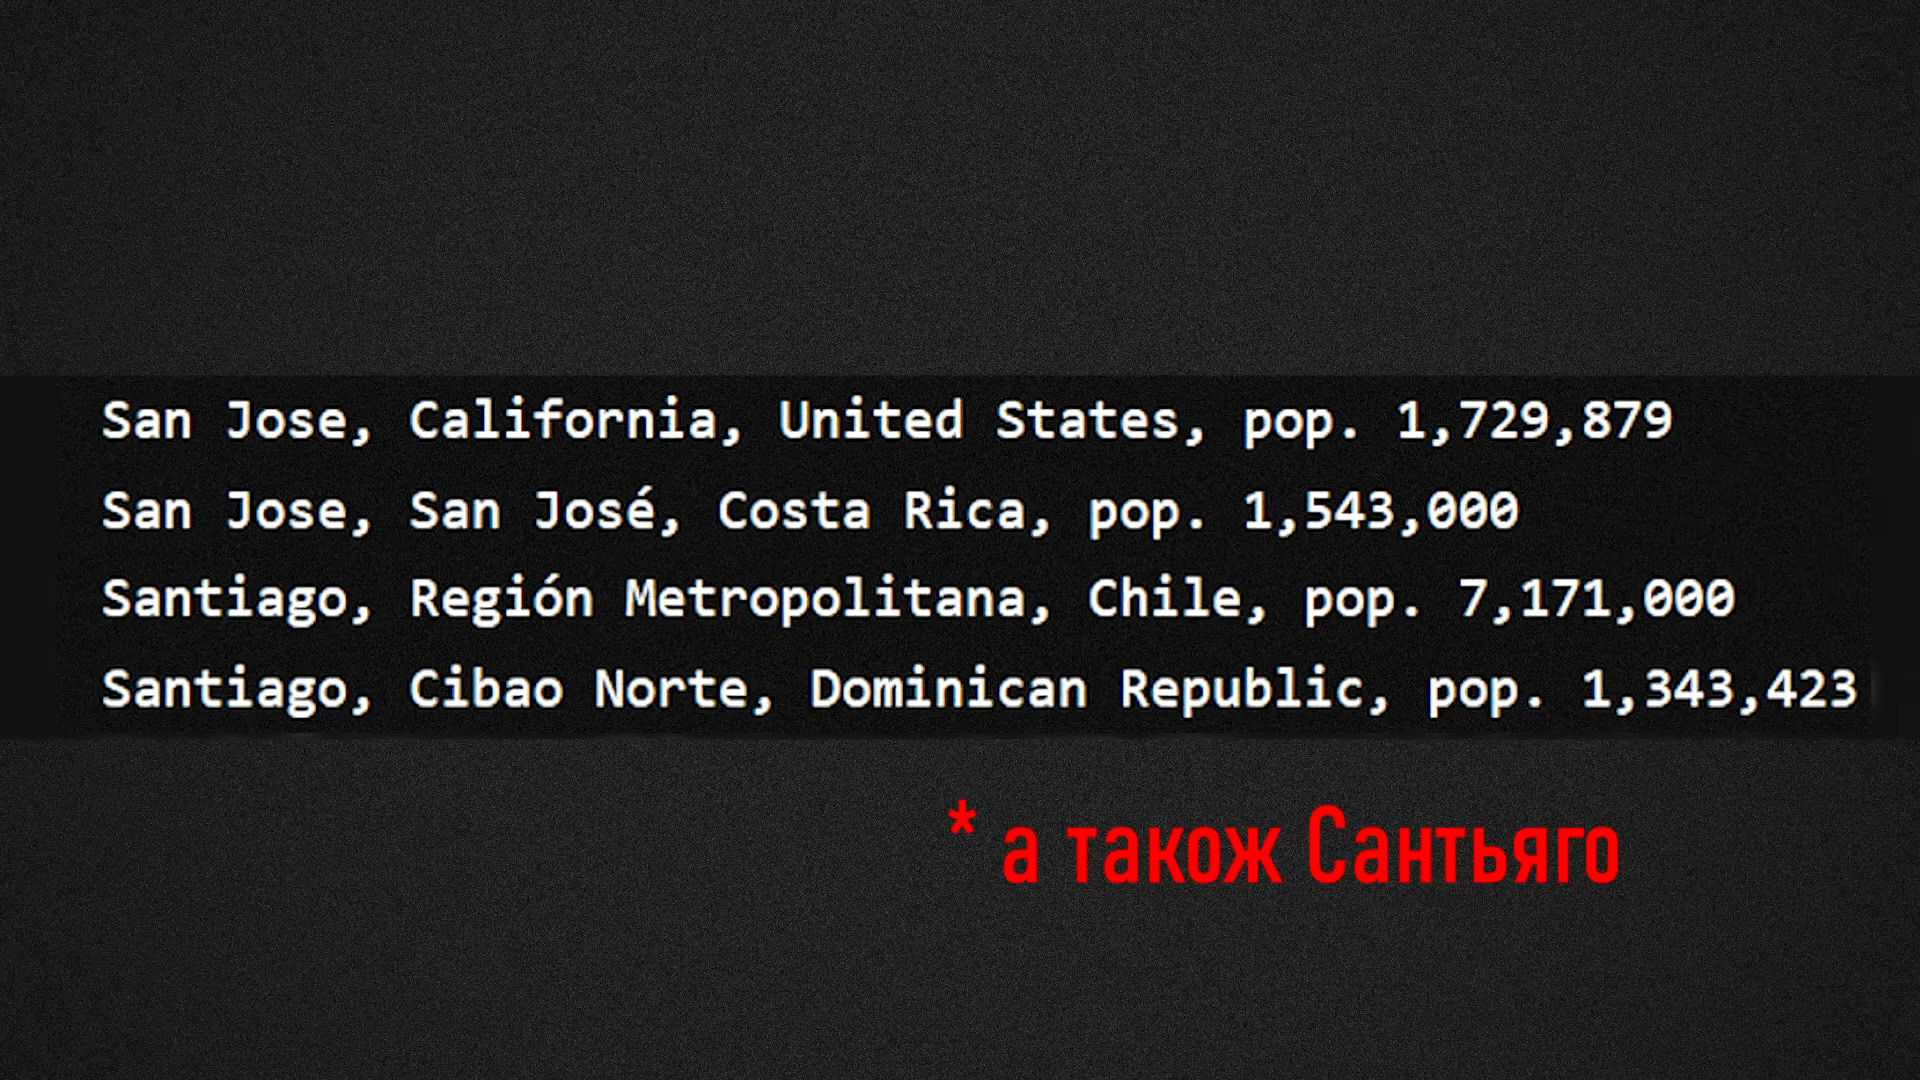 San Jose, California, United States, pop. 1,729,879
San Jose, San José, Costa Rica, pop. 1,543,000
Santiago, Región Metropolitana, Chile, pop. 7,171,000
Santiago, Cibao Norte, Dominican Republic, pop. 1,343,423
* а також Сантьяго